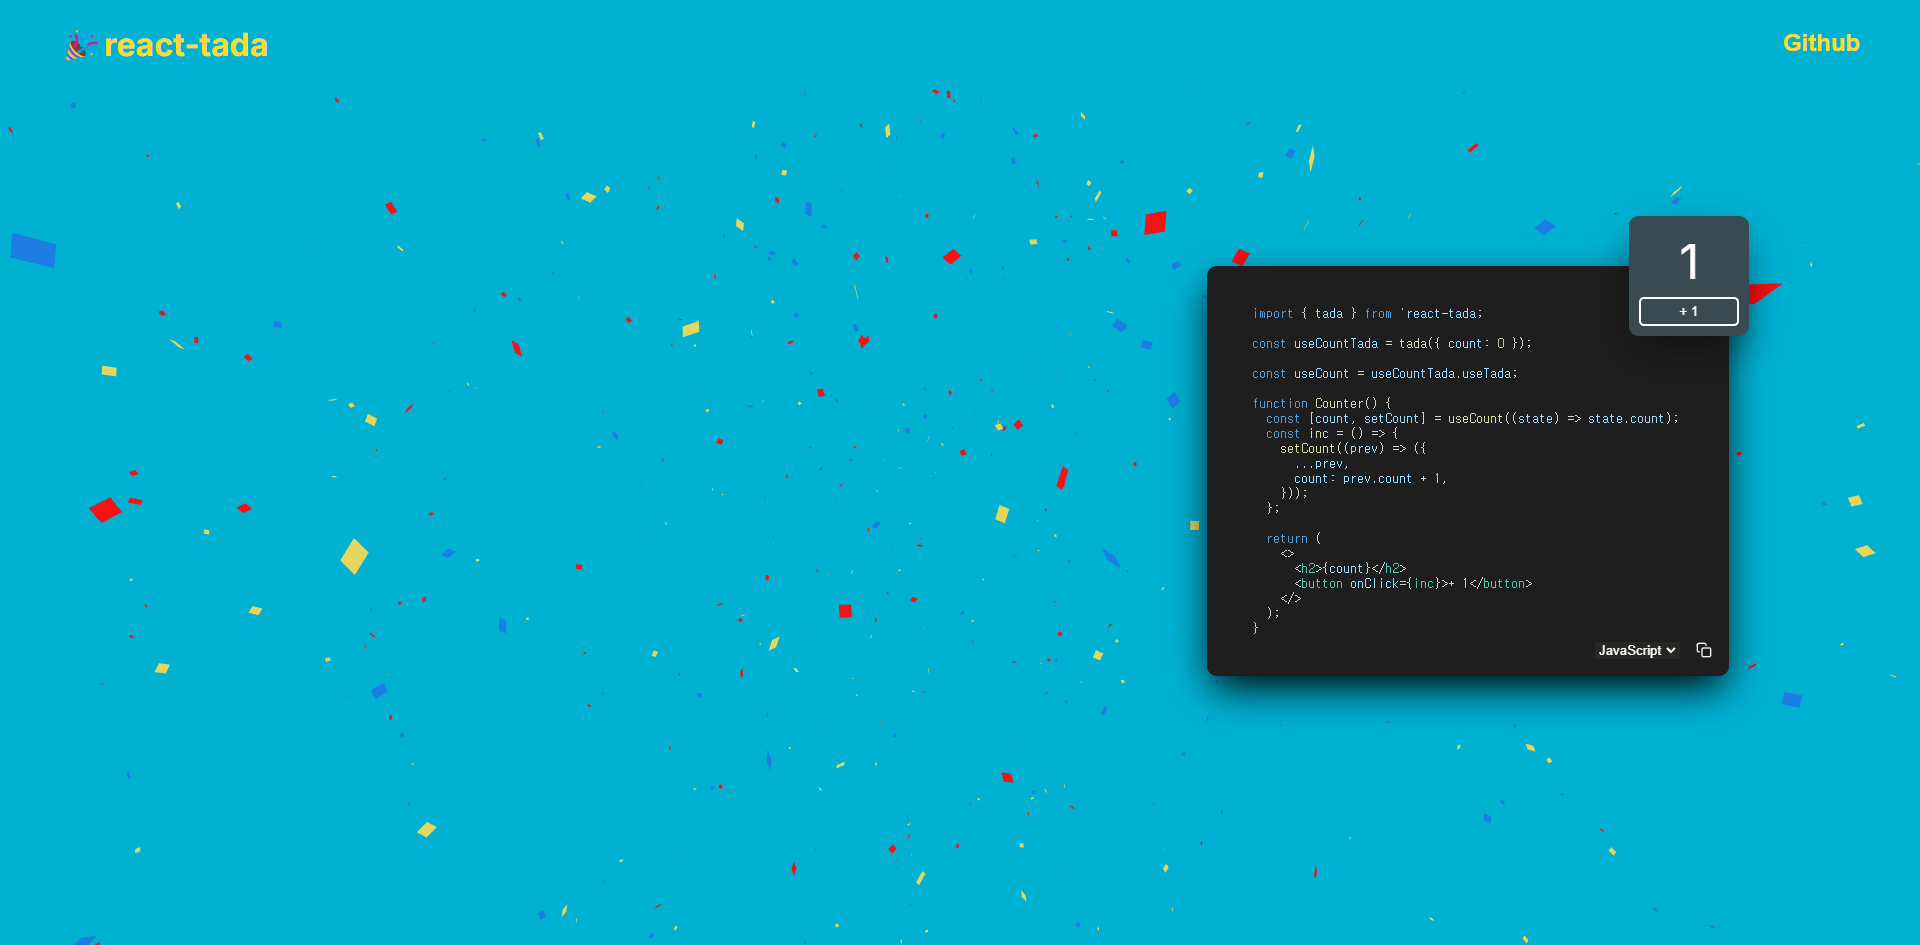 react-tada
Github
1
+ 1
import { tada } from 'react-tada;
const useCountTada = tada({ count: 0 });
const useCount = useCountTada.useTada;
function Counter() {
const [count, setCount] = useCount((state) => state.count);
const inc = () => {
setCount((prev) => ({
...prev,
count: prev.count + 1,
}));
};
return (
<>
<h2>{count}</h2>
<button onClick={inc}>+ 1</button>
</>
);
}
JavaScript